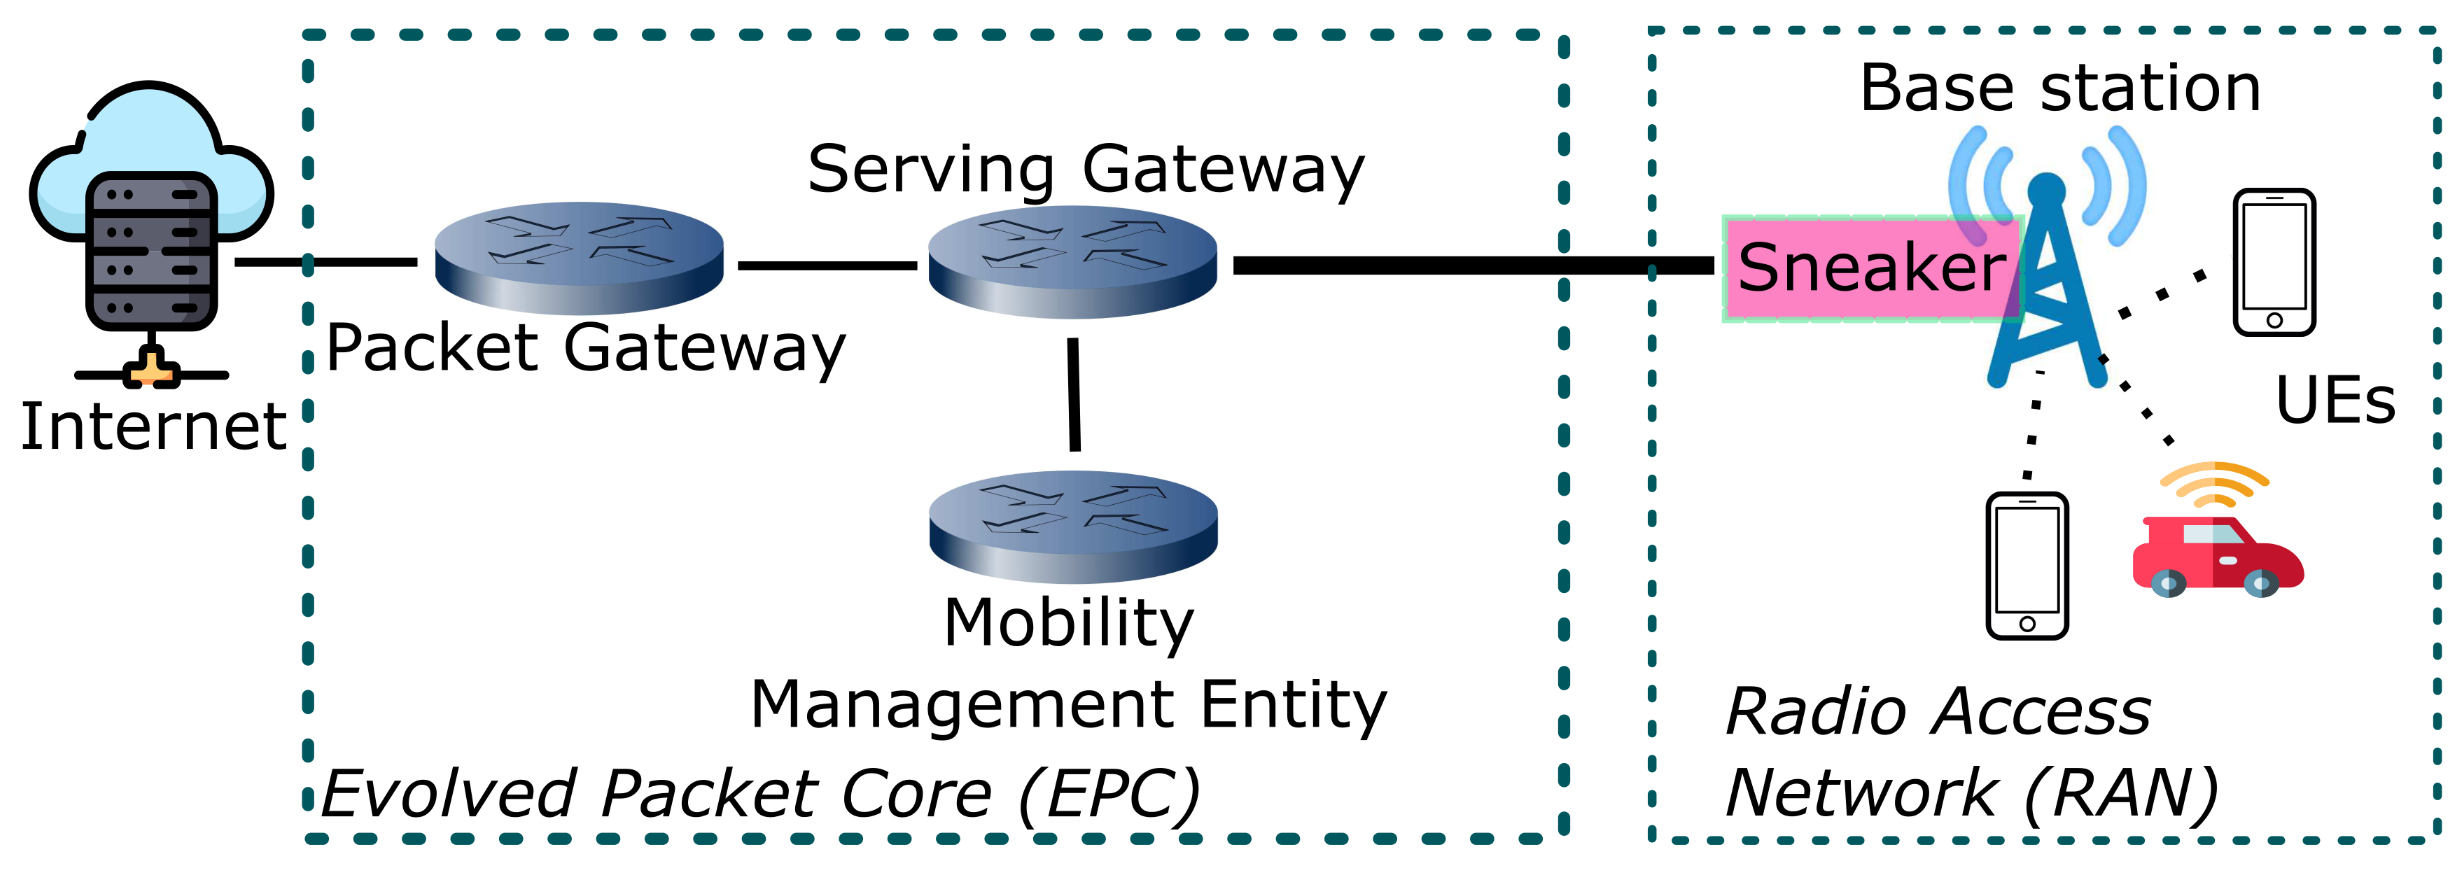 Internet
Packet Gateway
Serving Gateway
Mobility
Management Entity
Evolved Packet Core (EPC)
Base station
Sneaker
UEs
Radio Access
Network (RAN)